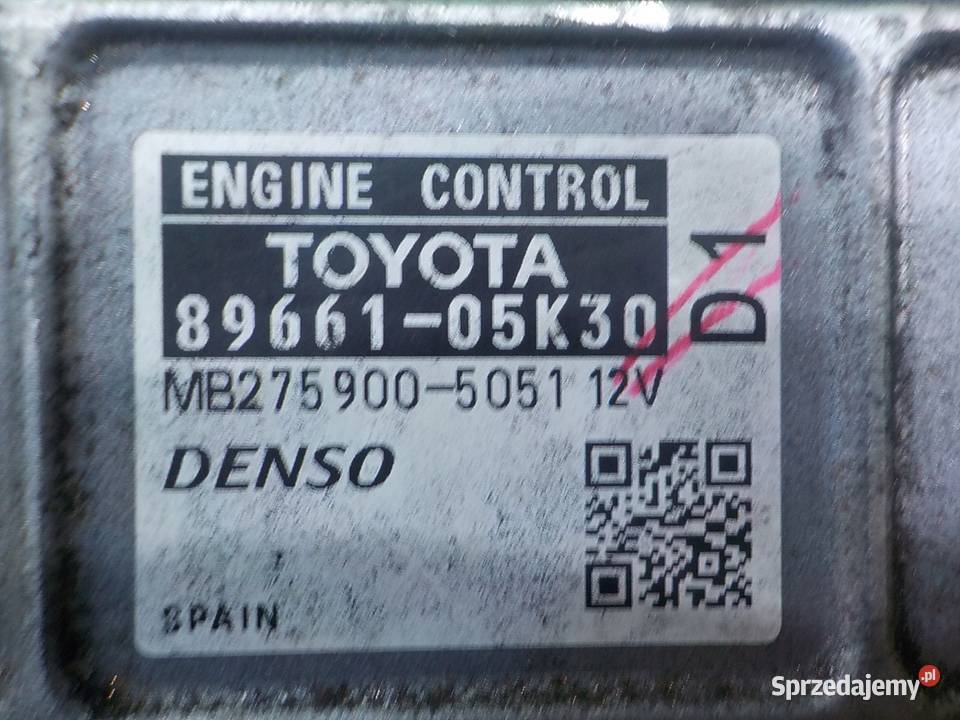 ENGINE CONTROL
TOYOTA
89661-05K30
D1
MB275900-5051 12V
DENSO
SPAIN
Sprzedajemy.pl